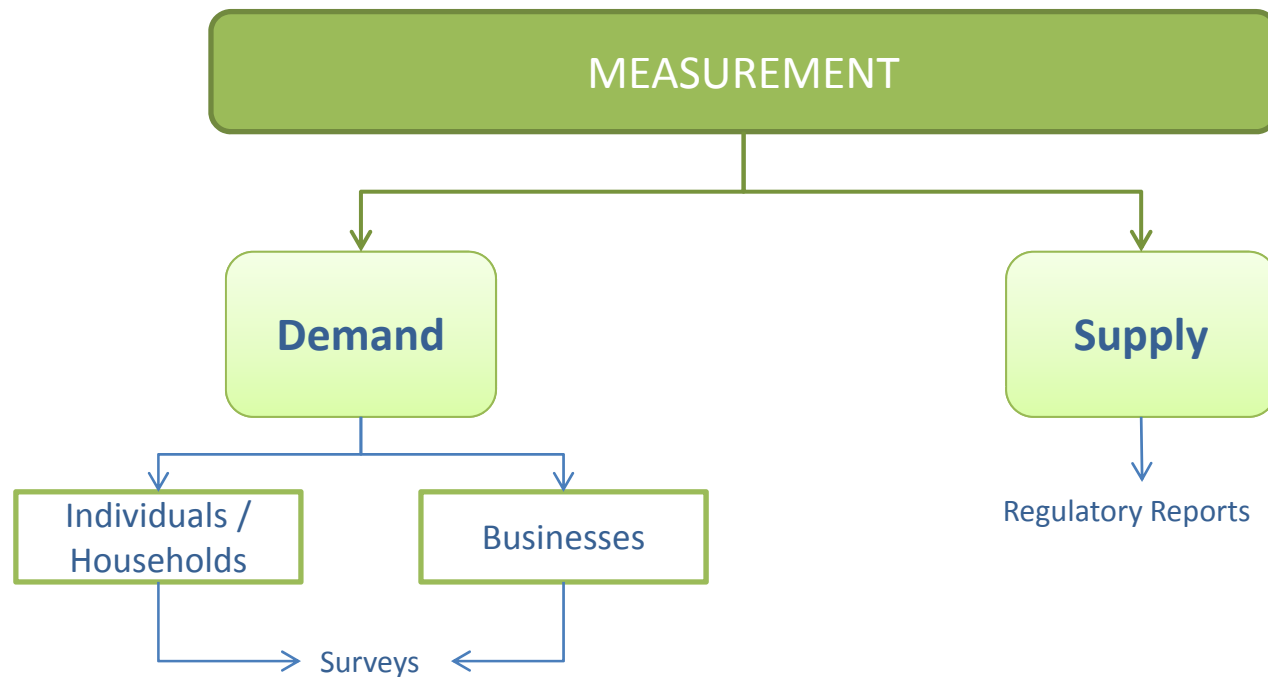 MEASUREMENT
Demand
Supply
Individuals /
Households
Businesses
Regulatory Reports
Surveys